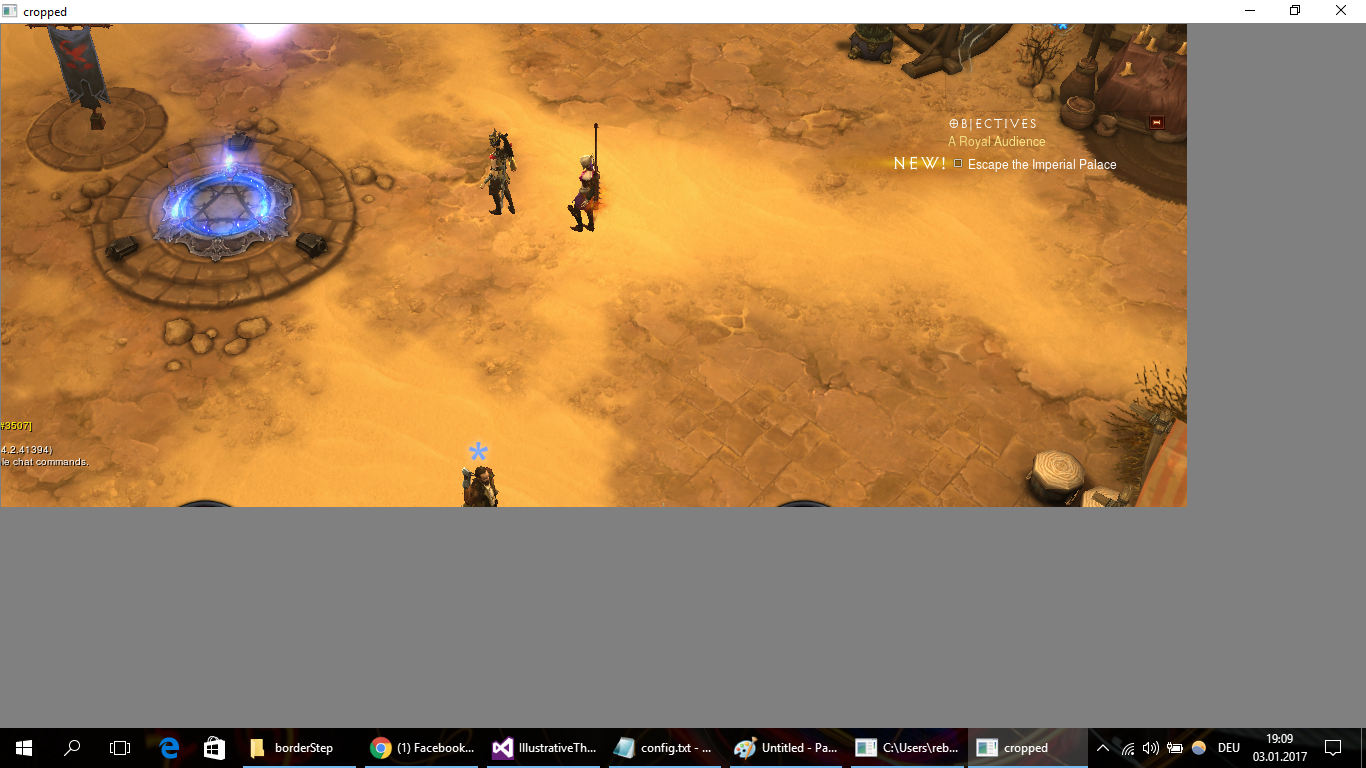 cropped
OBJECTIVES
A Royal Audience
NEW! Escape the Imperial Palace
#3507]
4.2.41394)
le chat commands.
*
borderStep
(1) Facebook...
IllustrativeTh...
config.txt - ...
Untitled - Pa...
C:\Users\reb...
cropped
DEU
19:09
03.01.2017